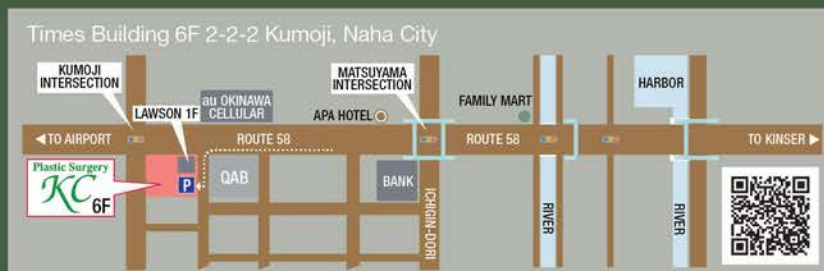 Times Building 6F 2-2-2 Kumoji, Naha City
KUMOJI
INTERSECTION
LAWSON 1F
au OKINAWA
CELLULAR
APA HOTEL
MATSUYAMA
INTERSECTION
FAMILY MART
HARBOR
◀TO AIRPORT
ROUTE 58
ROUTE 58
TO KINSER▶
Plastic Surgery
KC
6F
P
QAB
BANK
ICHIGIN-DORI
RIVER
RIVER